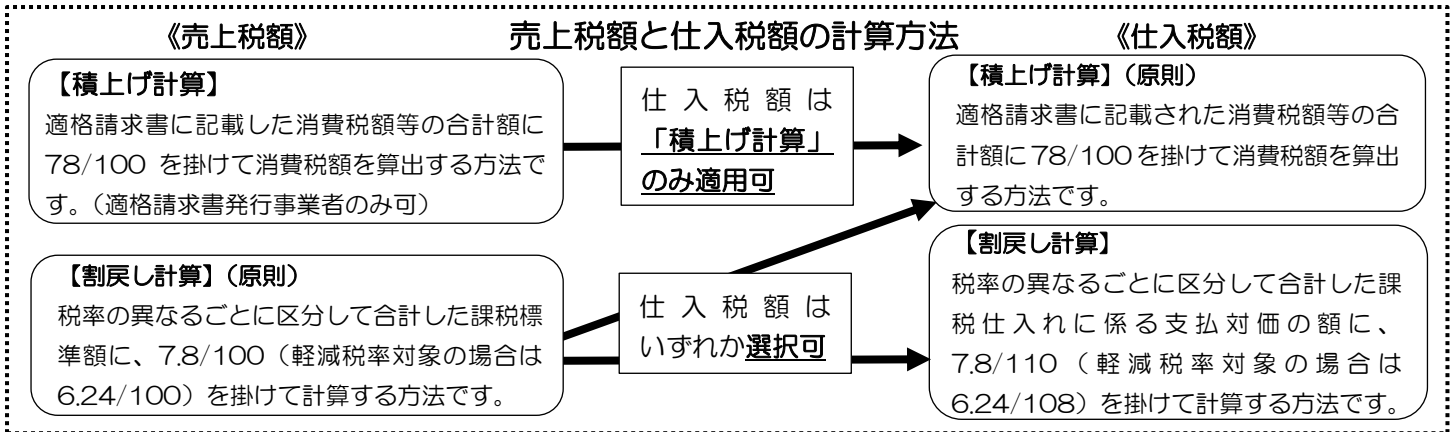 売上税額と仕入税額の計算方法
《売上税額》
【積上げ計算】
適格請求書に記載した消費税額等の合計額に
78/100 を掛けて消費税額を算出する方法で
す。（適格請求書発行事業者のみ可）
仕入税額は
「積上げ計算」
のみ適用可
《仕入税額》
【積上げ計算】（原則）
適格請求書に記載された消費税額等の合
計額に 78/100 を掛けて消費税額を算出
する方法です。
【割戻し計算】（原則）
税率の異なるごとに区分して合計した課税標
準額に、7.8/100（軽減税率対象の場合は
6.24/100）を掛けて計算する方法です。
仕入税額は
いずれか選択可
【割戻し計算】
税率の異なるごとに区分して合計した課
税仕入れに係る支払対価の額に、
7.8/110（軽減税率対象の場合は
6.24/108）を掛けて計算する方法です。